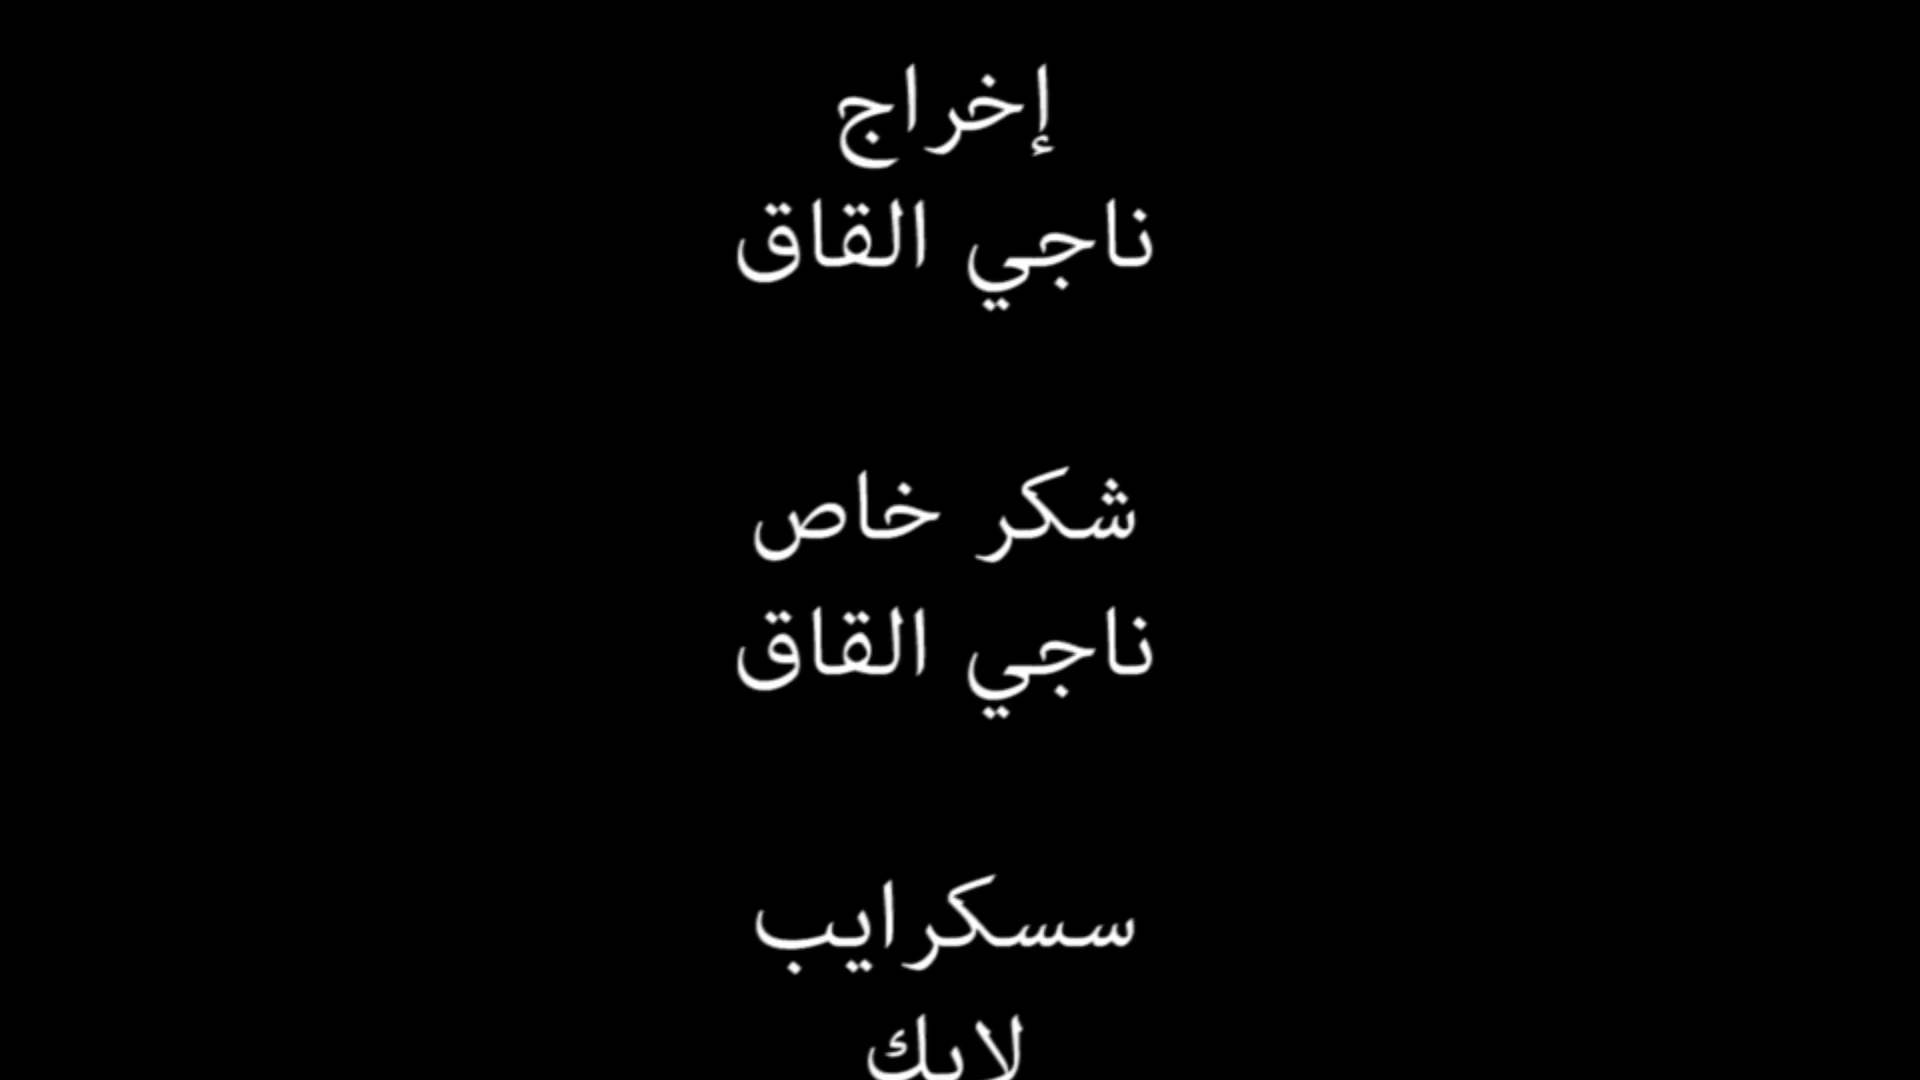 إخراج
ناجي القاق
شكر خاص
ناجي القاق
سسكرايب
لايك